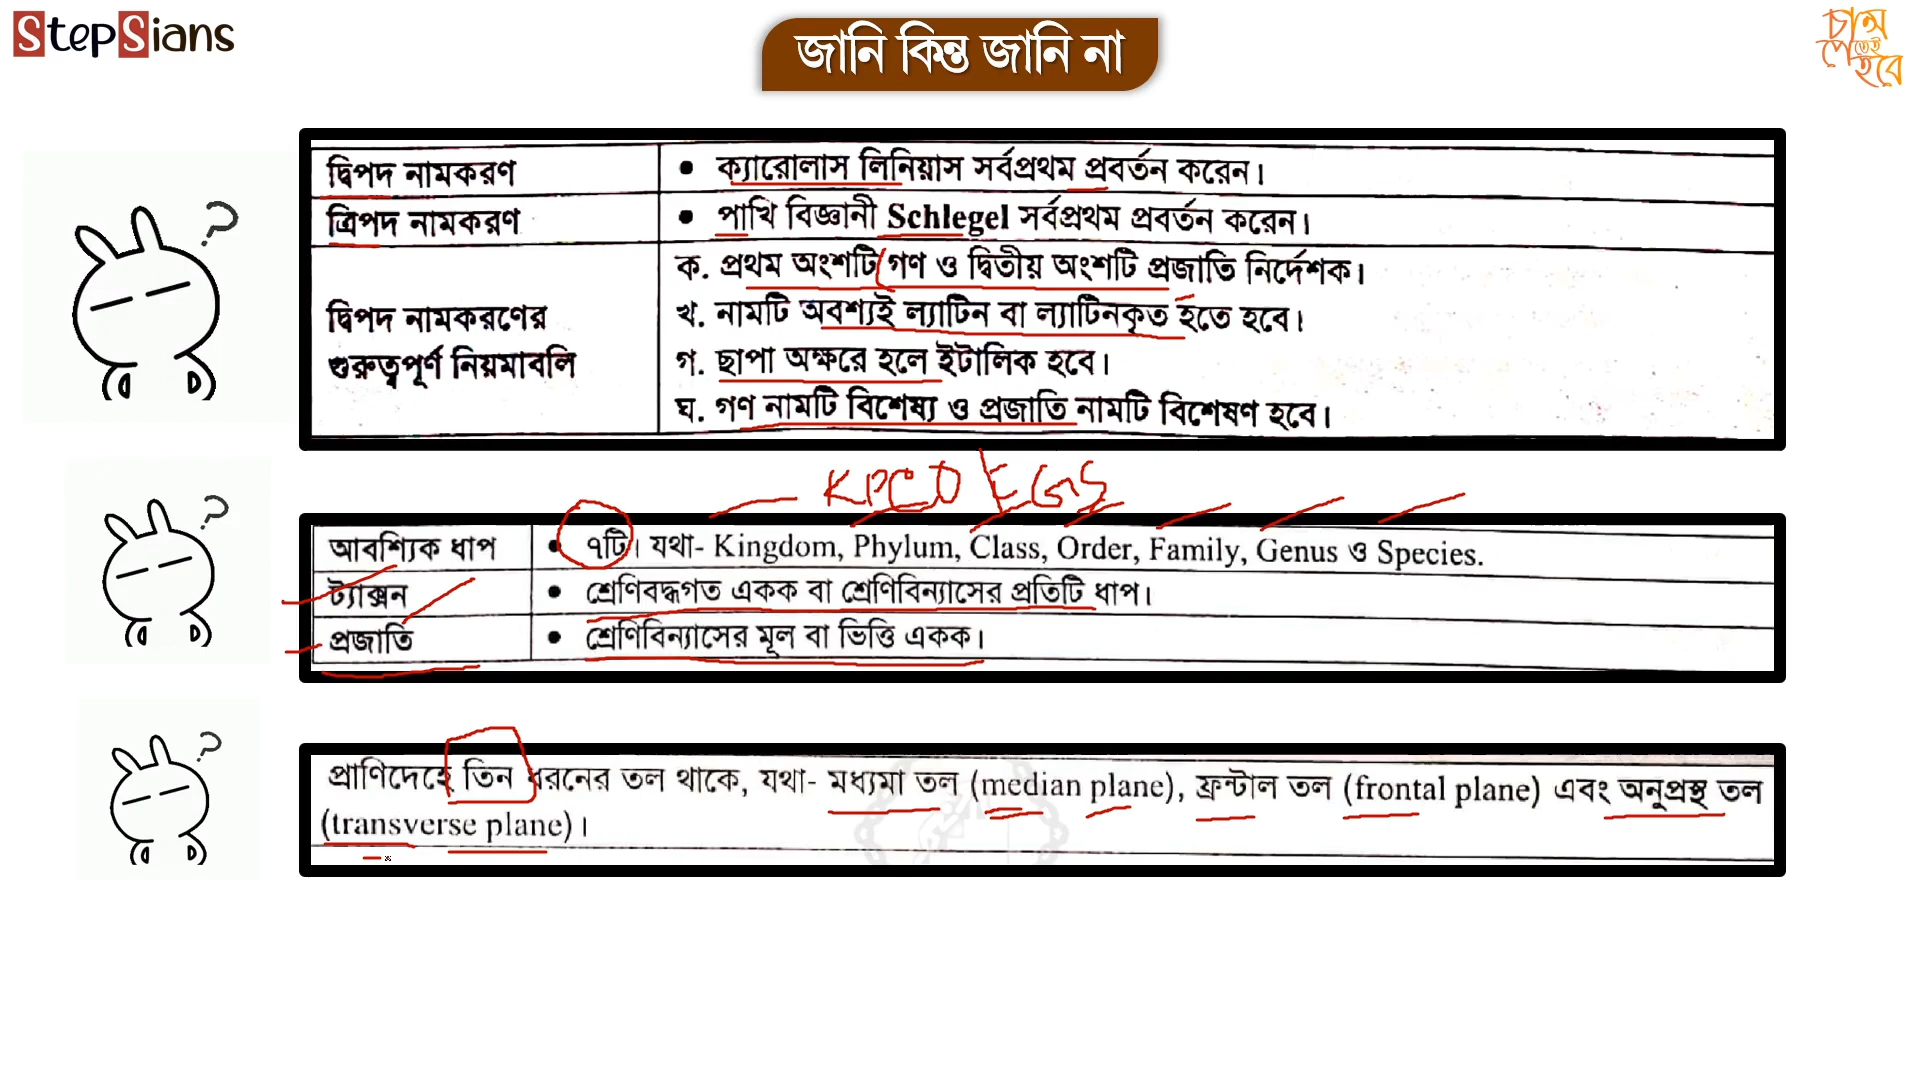 StepSians
জানি কিন্তু জানি না
চান্স
পেতেই
হবে
দ্বিপদ নামকরণ
• ক্যারোলাস লিনিয়াস সর্বপ্রথম প্রবর্তন করেন।
ত্রিপদ নামকরণ
• পাখি বিজ্ঞানী Schlegel সর্বপ্রথম প্রবর্তন করেন।
দ্বিপদ নামকরণের
গুরুত্বপূর্ণ নিয়মাবলি
ক. প্রথম অংশটি গণ ও দ্বিতীয় অংশটি প্রজাতি নির্দেশক।
খ. নামটি অবশ্যই ল্যাটিন বা ল্যাটিনকৃত হতে হবে।
গ. ছাপা অক্ষরে হলে ইটালিক হবে।
ঘ. গণ নামটি বিশেষ্য ও প্রজাতি নামটি বিশেষণ হবে।
KPCO EGS
আবশ্যিক ধাপ
• ৭টি। যথা- Kingdom, Phylum, Class, Order, Family, Genus ও Species.
ট্যাক্সন
• শ্রেণিবদ্ধগত একক বা শ্রেণিবিন্যাসের প্রতিটি ধাপ।
প্রজাতি
• শ্রেণিবিন্যাসের মূল বা ভিত্তি একক।
প্রাণিদেহে তিন ধরনের তল থাকে, যথা- মধ্যমা তল (median plane), ফ্রন্টাল তল (frontal plane) এবং অনুপ্রস্থ তল
(transverse plane)।